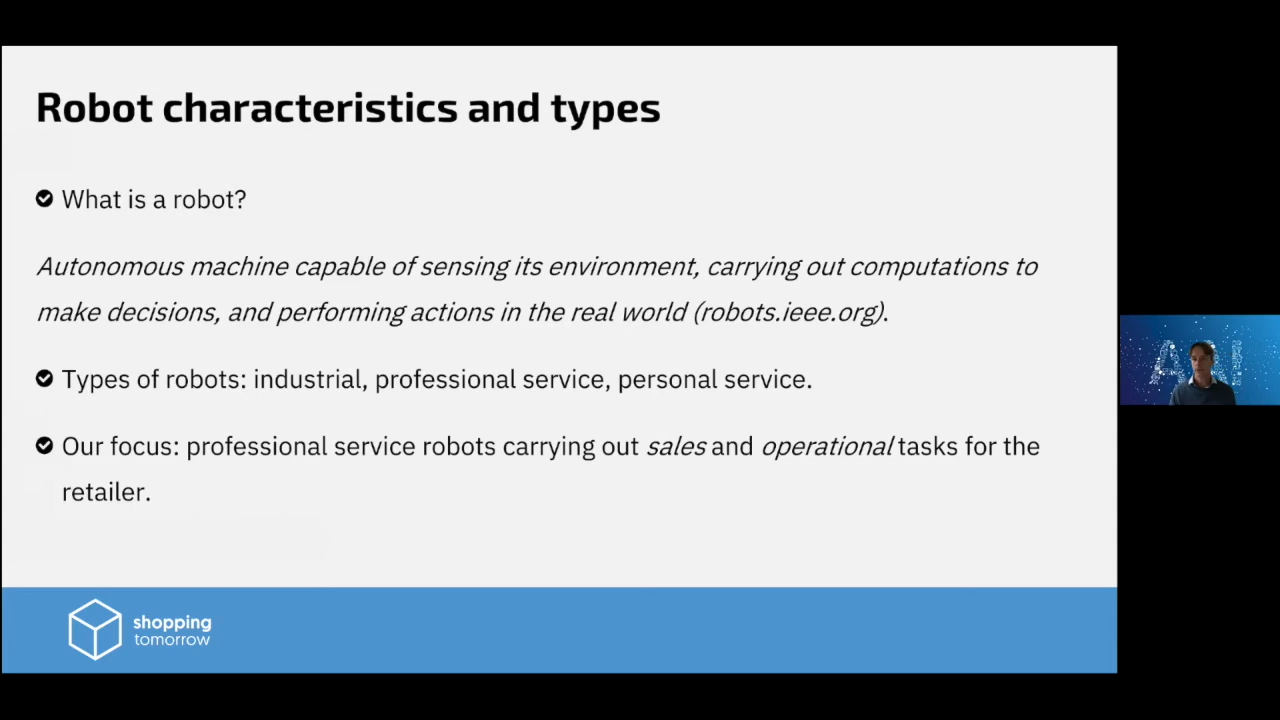 Robot characteristics and types
What is a robot?
Autonomous machine capable of sensing its environment, carrying out computations to
make decisions, and performing actions in the real world (robots.ieee.org).
Types of robots: industrial, professional service, personal service.
Our focus: professional service robots carrying out sales and operational tasks for the
retailer.
shopping
tomorrow